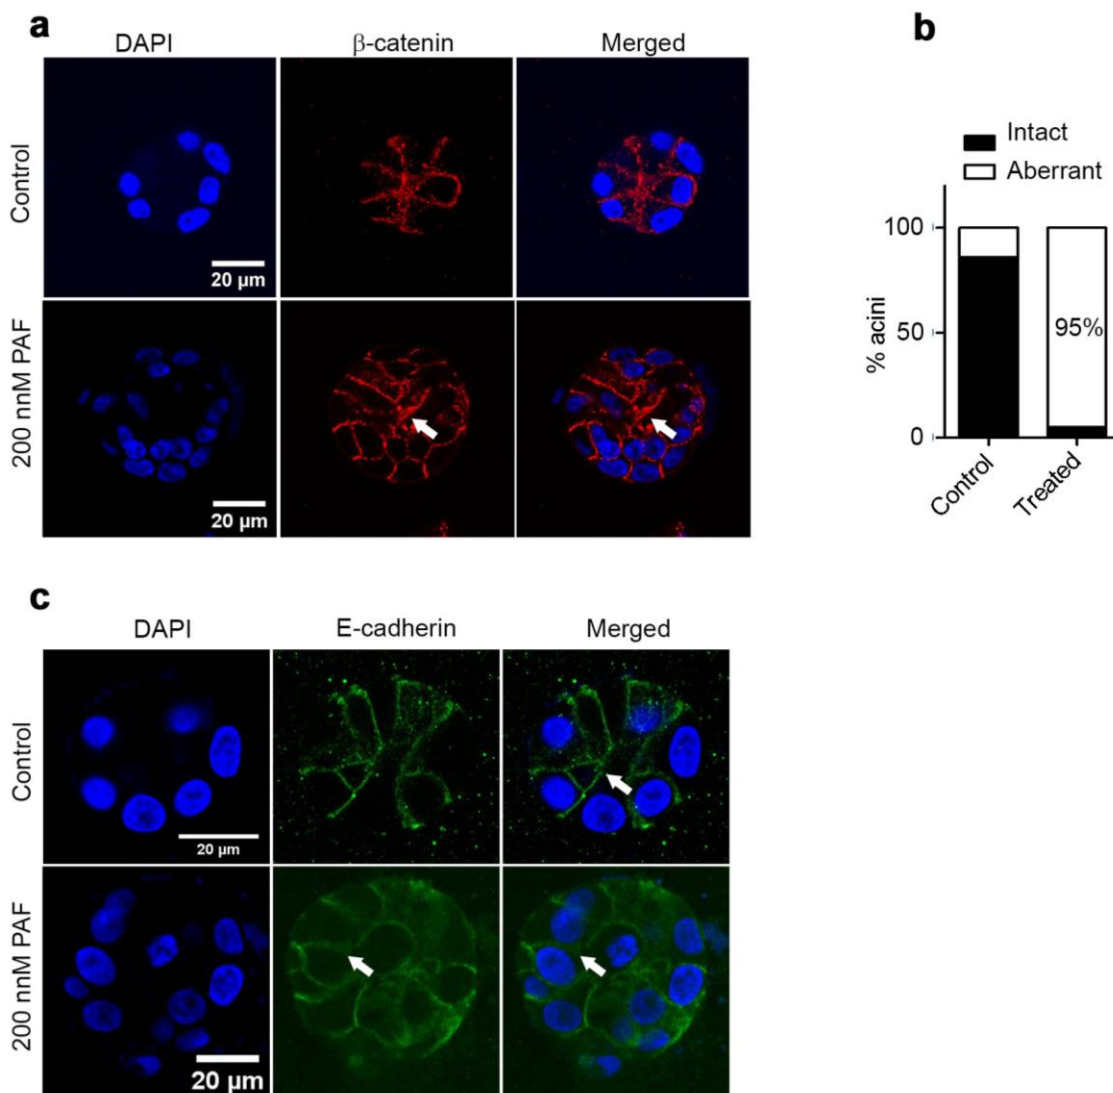 a
DAPI β-catenin Merged
Control
20 µm
200 nnM PAF
20 µm
b
Intact
Aberrant
% acini
100
50
0
95%
Control
Treated
c
DAPI E-cadherin Merged
Control
20 µm
200 nnM PAF
20 µm